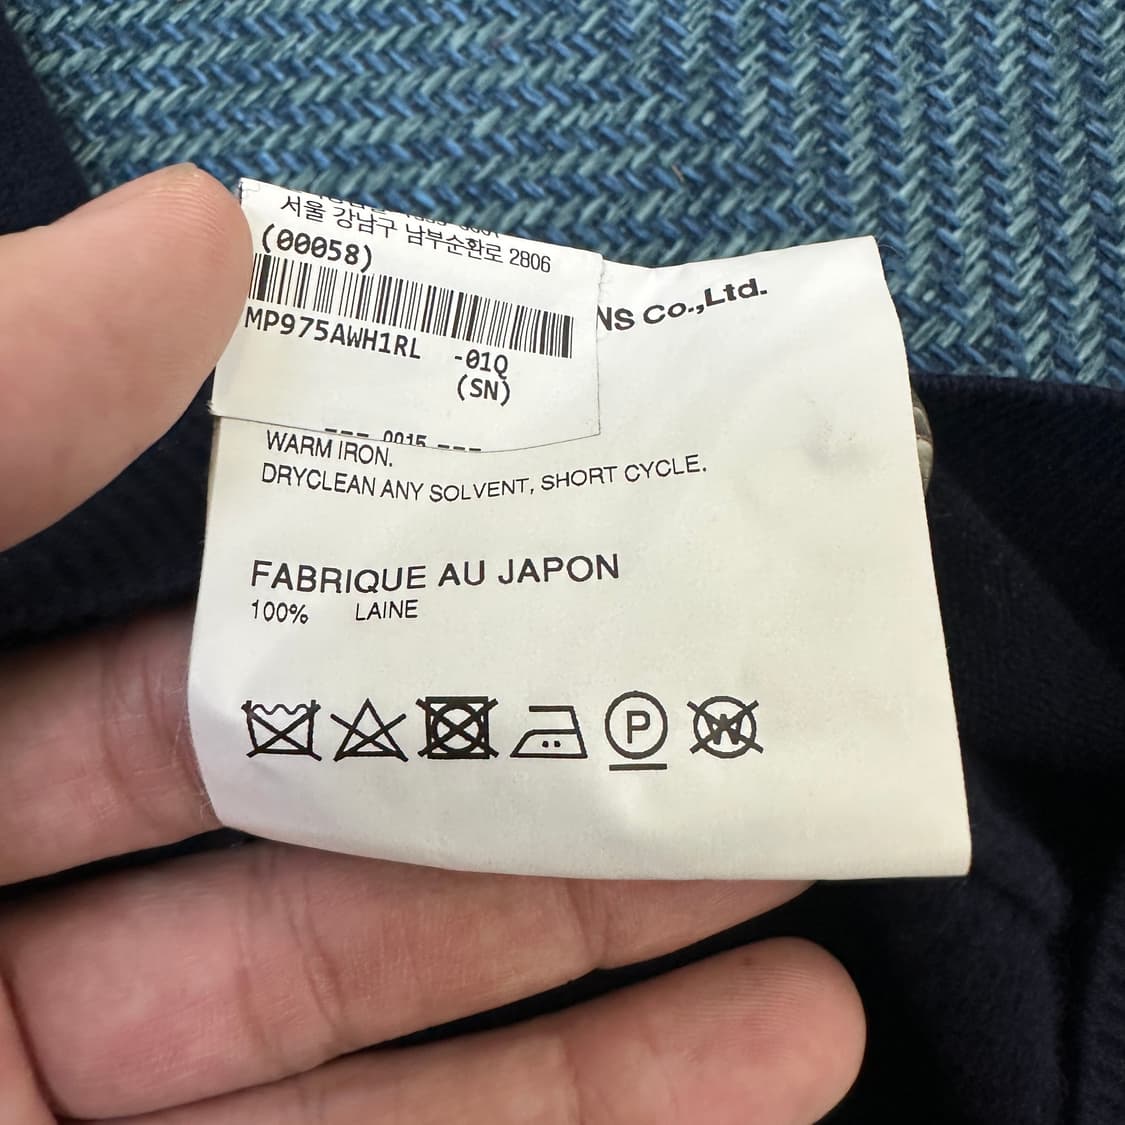 서울 강남구 남부순환로 2806
(00058)
NS Co.,Ltd.
MP975AWH1RL -01Q
(SN)
--- 0015 ---
WARM IRON.
DRYCLEAN ANY SOLVENT, SHORT CYCLE.
FABRIQUE AU JAPON
100% LAINE
P
W